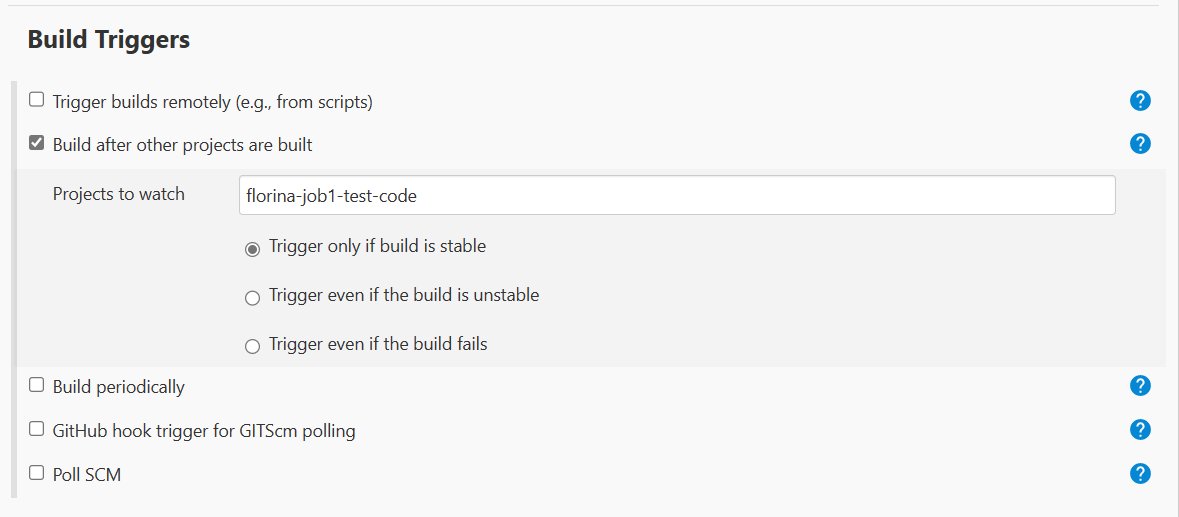 Build Triggers
Trigger builds remotely (e.g., from scripts)
?
Build after other projects are built
?
Projects to watch
florina-job1-test-code
Trigger only if build is stable
Trigger even if the build is unstable
Trigger even if the build fails
Build periodically
?
GitHub hook trigger for GITScm polling
?
Poll SCM
?